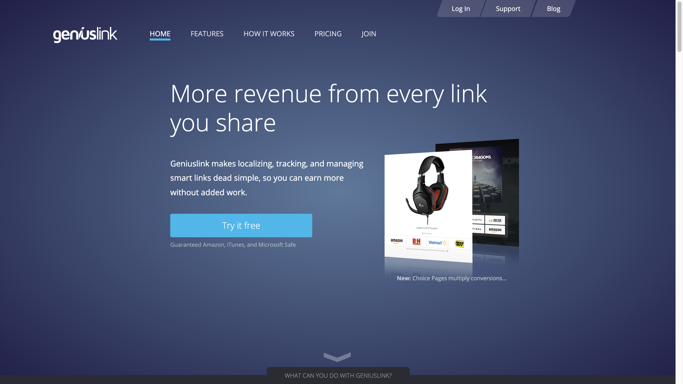 Log In
Support
Blog
geniuslink
HOME
FEATURES
HOW IT WORKS
PRICING
JOIN
More revenue from every link
you share
Geniuslink makes localizing, tracking, and managing
smart links dead simple, so you can earn more
without added work.
Try it free
Guaranteed Amazon, iTunes, and Microsoft Safe
amazon
B&H
Walmart
BEST BUY
New: Choice Pages multiply conversions...
WHAT CAN YOU DO WITH GENIUSLINK?